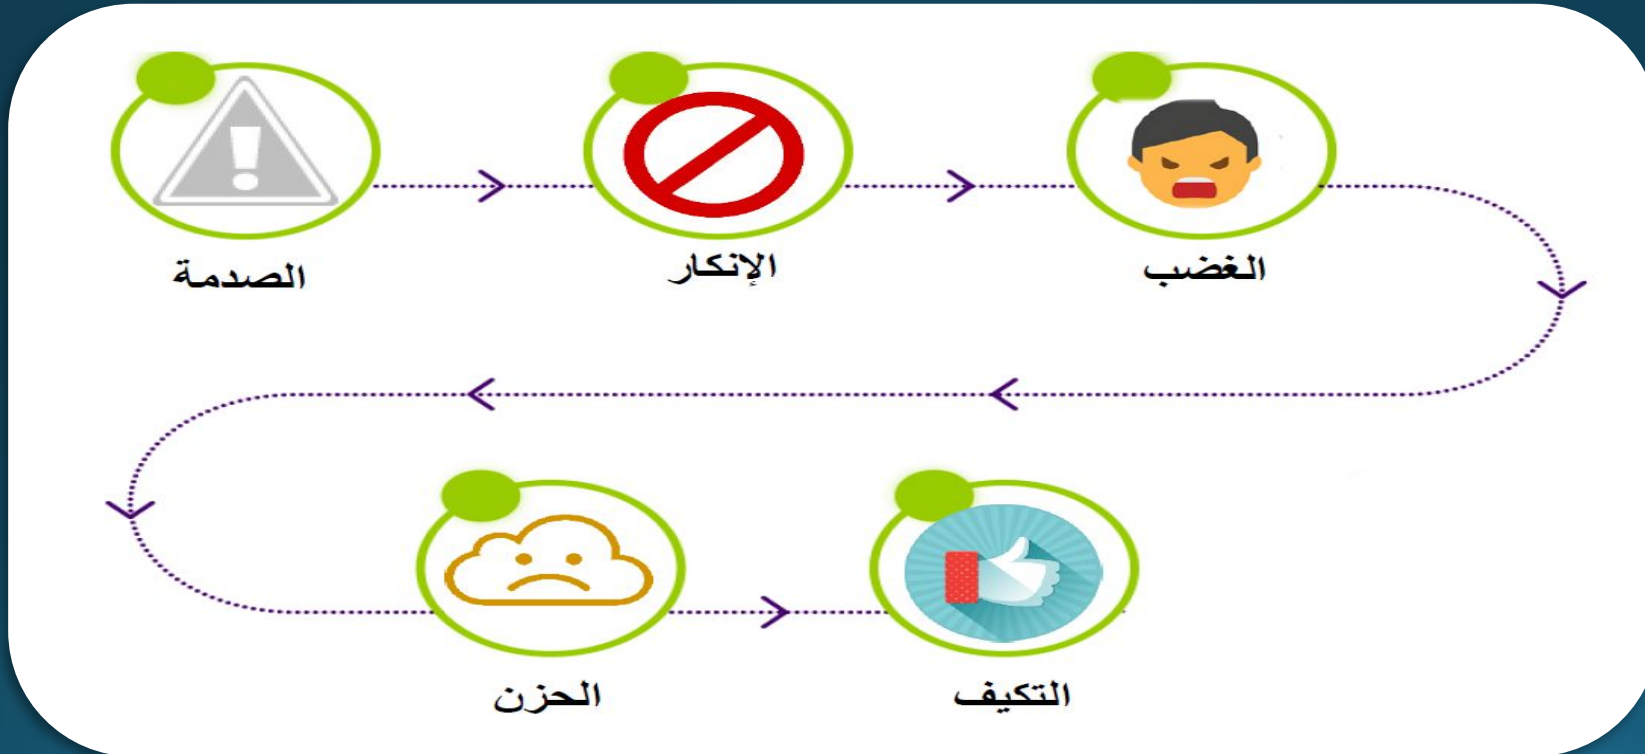 الصدمة
الإنكار
الغضب
الحزن
التكيف